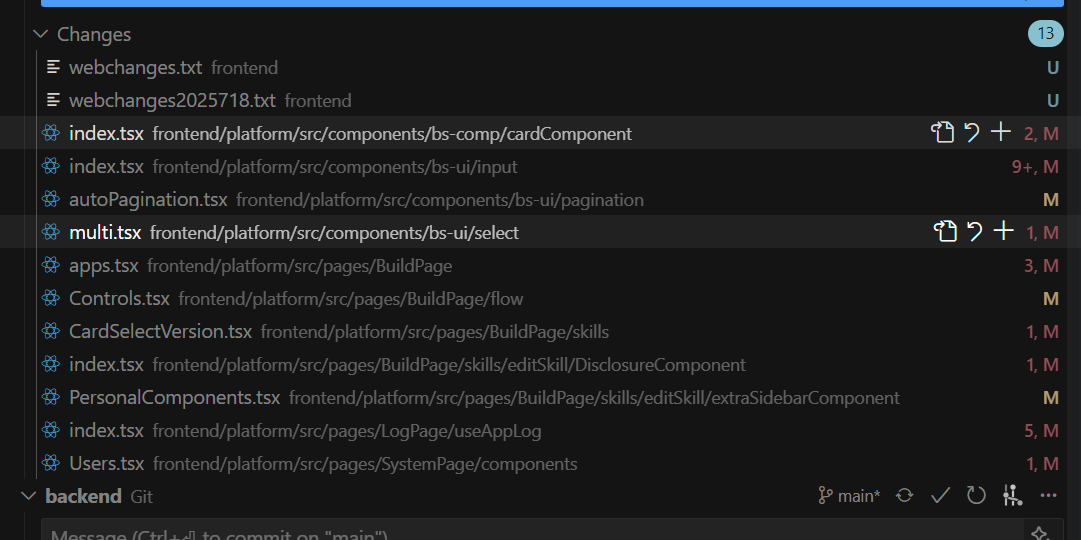 Changes 13
webchanges.txt frontend U
webchanges2025718.txt frontend U
index.tsx frontend/platform/src/components/bs-comp/cardComponent 2, M
index.tsx frontend/platform/src/components/bs-ui/input 9+, M
autoPagination.tsx frontend/platform/src/components/bs-ui/pagination M
multi.tsx frontend/platform/src/components/bs-ui/select 1, M
apps.tsx frontend/platform/src/pages/BuildPage 3, M
Controls.tsx frontend/platform/src/pages/BuildPage/flow M
CardSelectVersion.tsx frontend/platform/src/pages/BuildPage/skills 1, M
index.tsx frontend/platform/src/pages/BuildPage/skills/editSkill/DisclosureComponent 1, M
PersonalComponents.tsx frontend/platform/src/pages/BuildPage/skills/editSkill/extraSidebarComponent M
index.tsx frontend/platform/src/pages/LogPage/useAppLog 5, M
Users.tsx frontend/platform/src/pages/SystemPage/components 1, M
backend Git main*
Message (Ctrl+⏎ to commit on "main")